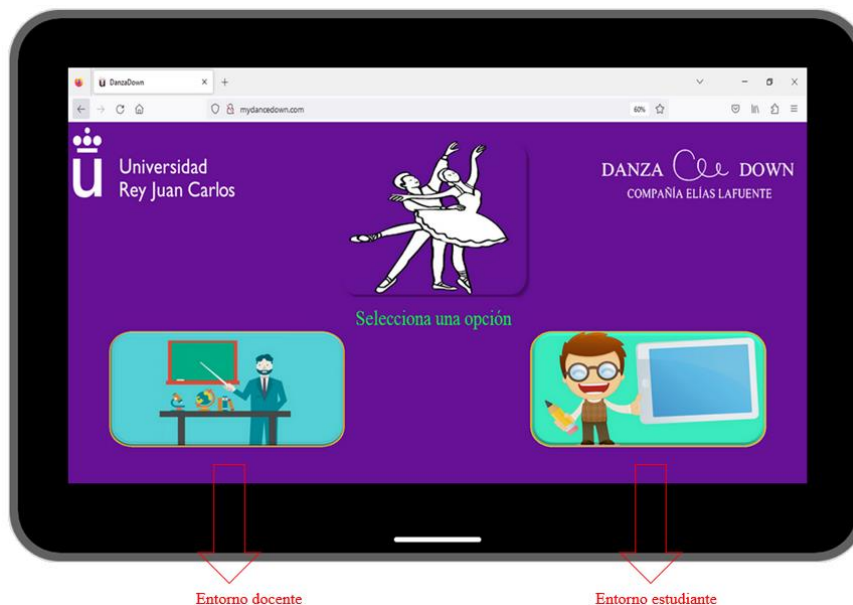 DanzaDown
mydancedown.com
60%
Universidad
Rey Juan Carlos
DANZA DOWN
COMPAÑÍA ELÍAS LAFUENTE
Selecciona una opción
Entorno docente
Entorno estudiante